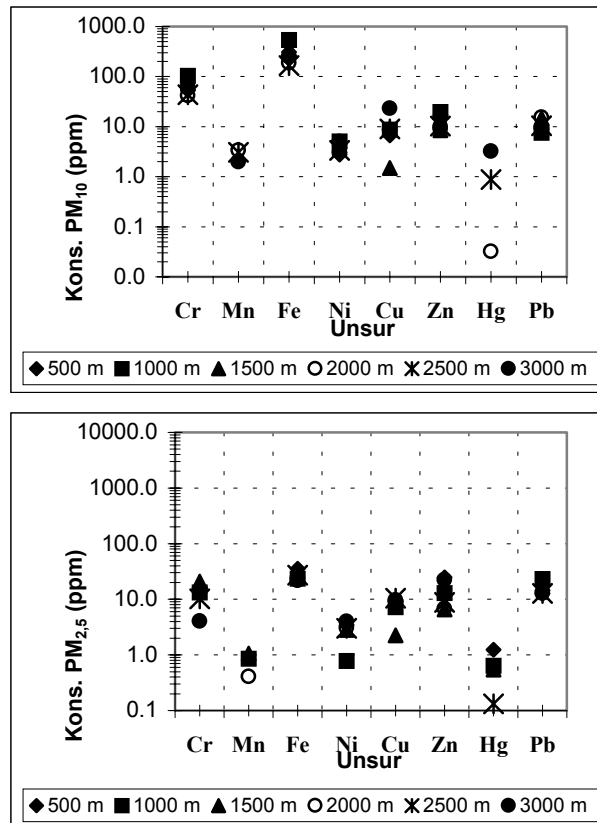 1000.0
100.0
10.0
1.0
0.1
0.0
Kons. PM10 (ppm)
Cr Mn Fe Ni Cu Zn Hg Pb
Unsur
500 m 1000 m 1500 m 2000 m 2500 m 3000 m
10000.0
1000.0
100.0
10.0
1.0
0.1
Kons. PM2,5 (ppm)
Cr Mn Fe Ni Cu Zn Hg Pb
Unsur
500 m 1000 m 1500 m 2000 m 2500 m 3000 m